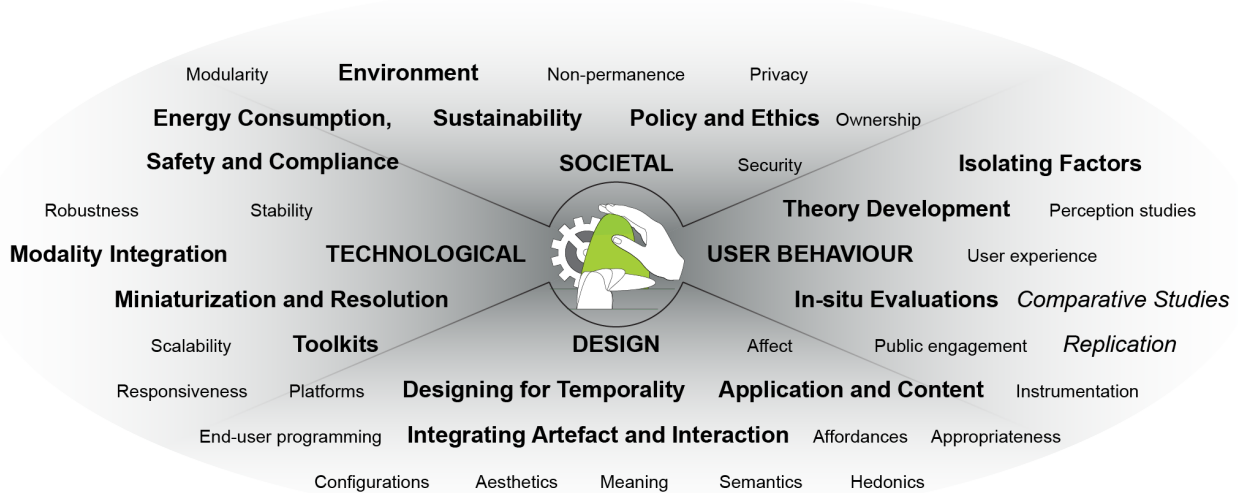 Modularity Environment Non-permanence Privacy
Energy Consumption, Sustainability Policy and Ethics Ownership
Safety and Compliance SOCIETAL Security Isolating Factors
Robustness Stability Theory Development Perception studies
Modality Integration TECHNOLOGICAL USER BEHAVIOUR User experience
Miniaturization and Resolution In-situ Evaluations Comparative Studies
Scalability Toolkits DESIGN Affect Public engagement Replication
Responsiveness Platforms Designing for Temporality Application and Content Instrumentation
End-user programming Integrating Artefact and Interaction Affordances Appropriateness
Configurations Aesthetics Meaning Semantics Hedonics